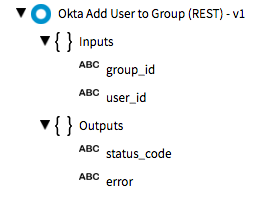 Okta Add User to Group (REST) - v1
{ } Inputs
ABC group_id
ABC user_id
{ } Outputs
ABC status_code
ABC error